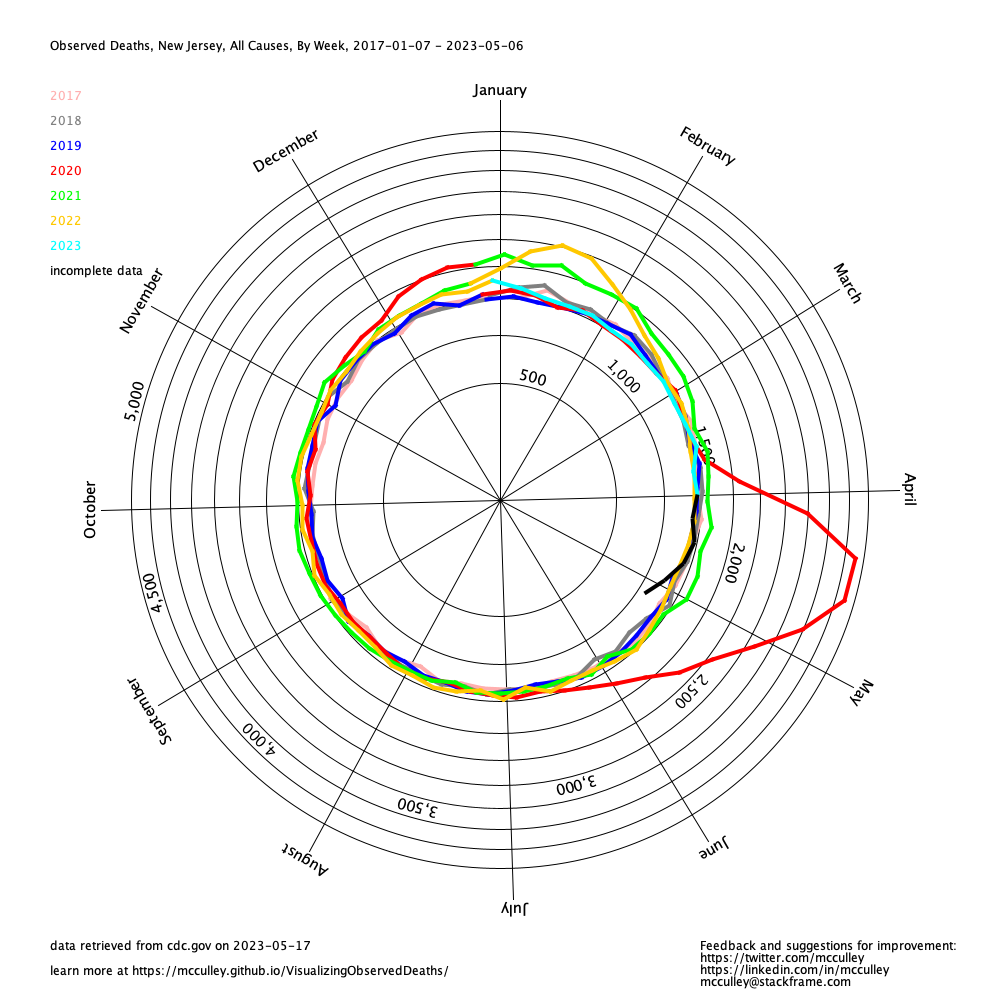 Observed Deaths, New Jersey, All Causes, By Week, 2017-01-07 - 2023-05-06
January
2017
2018
2019
2020
2021
2022
2023
incomplete data
December
February
November
March
500
1,000
5,000
1,500
October
April
4,500
2,000
September
2,500
May
4,000
3,500
3,000
August
June
July
data retrieved from cdc.gov on 2023-05-17
learn more at https://mcculley.github.io/VisualizingObservedDeaths/
Feedback and suggestions for improvement:
https://twitter.com/mcculley
https://linkedin.com/in/mcculley
mcculley@stackframe.com